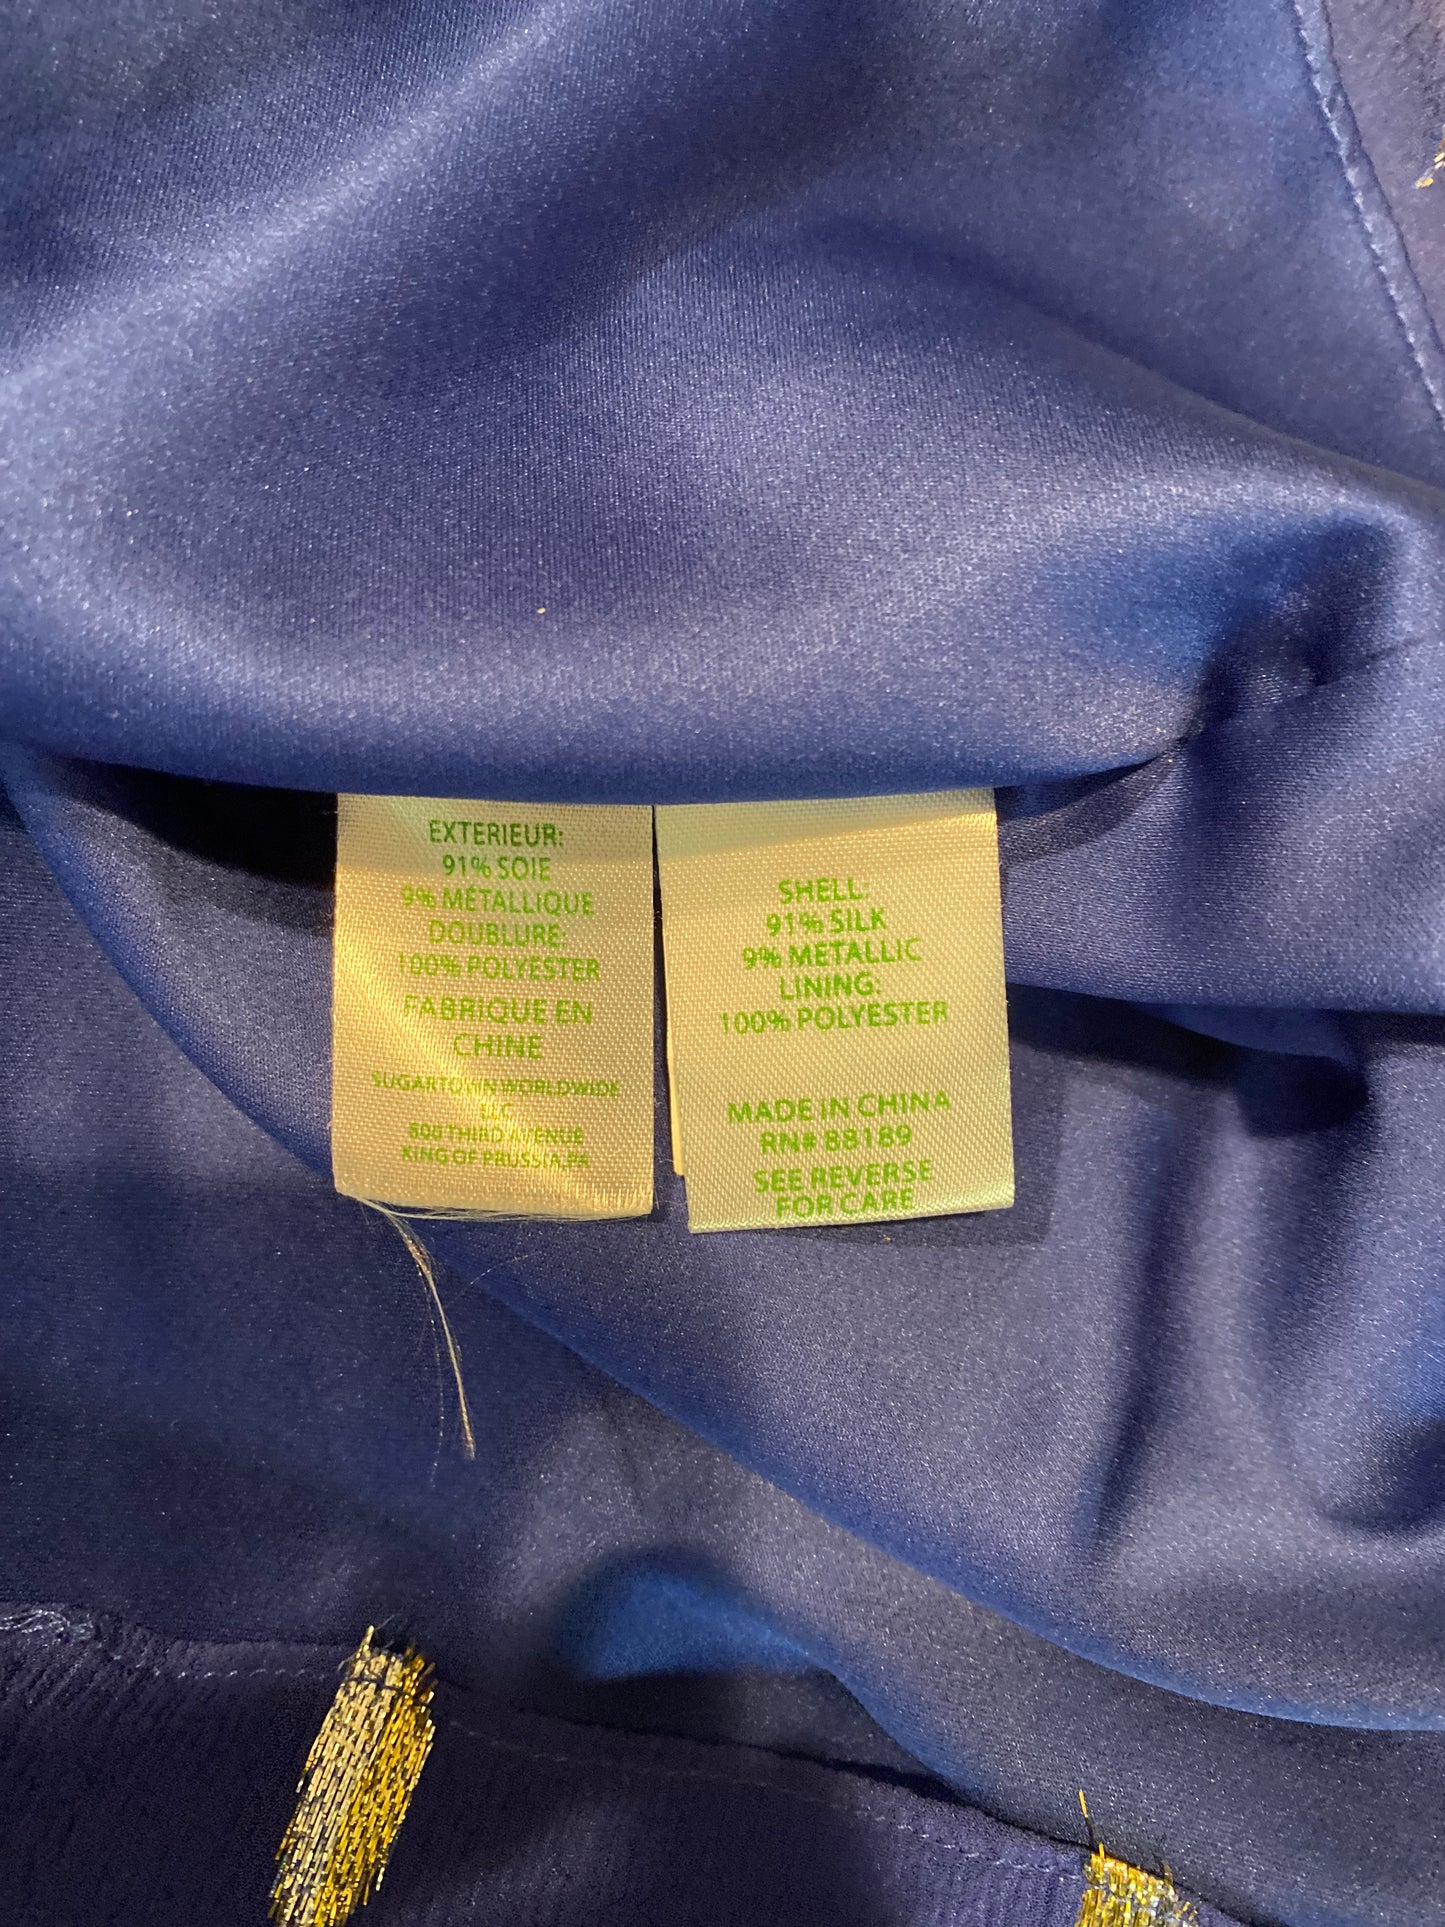 EXTERIEUR:
91% SOIE
9% MÉTALLIQUE
DOUBLURE:
100% POLYESTER
FABRIQUE EN
CHINE
SUGARTOWN WORLDWIDE
LLC
800 THIRD AVENUE
KING OF PRUSSIA,PA
SHELL:
91% SILK
9% METALLIC
LINING:
100% POLYESTER
MADE IN CHINA
RN# 88189
SEE REVERSE
FOR CARE